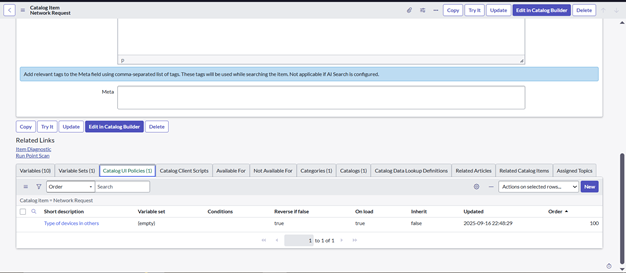 Catalog Item
Network Request
Copy Try It Update Edit in Catalog Builder Delete
p
Add relevant tags to the Meta field using comma-separated list of tags. These tags will be used while searching the item. Not applicable if AI Search is configured.
Meta
Copy Try It Update Edit in Catalog Builder Delete
Related Links
Item Diagnostic
Run Point Scan
Variables (10) Variable Sets (1) Catalog UI Policies (1) Catalog Client Scripts Available For Not Available For Categories (1) Catalogs (1) Catalog Data Lookup Definitions Related Articles Related Catalog Items Assigned Topics
Order Search Actions on selected rows... New
Catalog Item = Network Request
Short description Variable set Conditions Reverse if false On load Inherit Updated Order
Type of devices in others (empty) true true false 2025-09-16 22:48:29 100
1 to 1 of 1